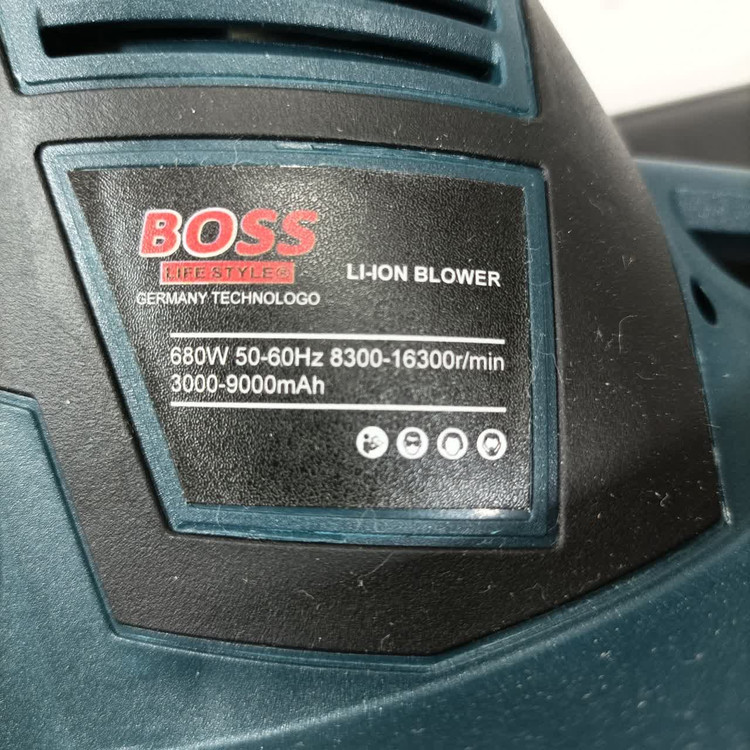 BOSS
LIFE STYLE®
LI-ION BLOWER
GERMANY TECHNOLOGO
680W 50-60Hz 8300-16300r/min
3000-9000mAh